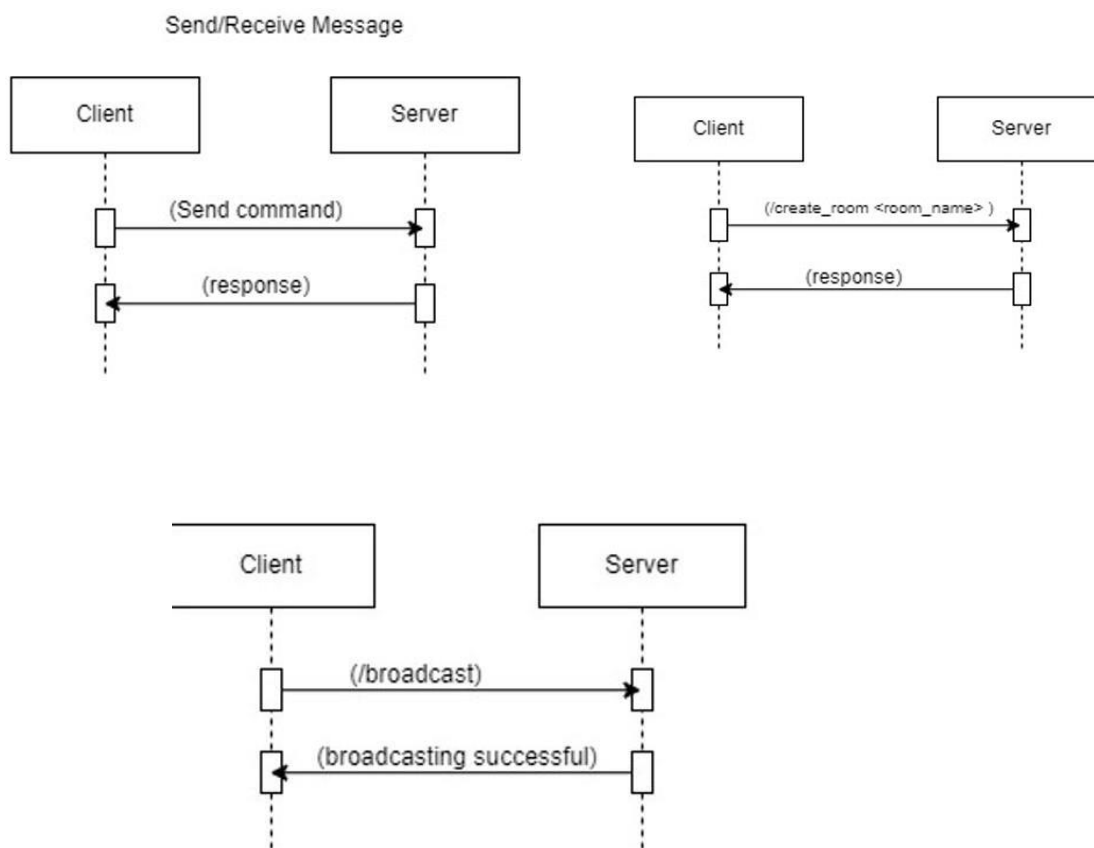 Send/Receive Message
Client
Server
(Send command)
(response)
Client
Server
(/create_room <room_name> )
(response)
Client
Server
(/broadcast)
(broadcasting successful)